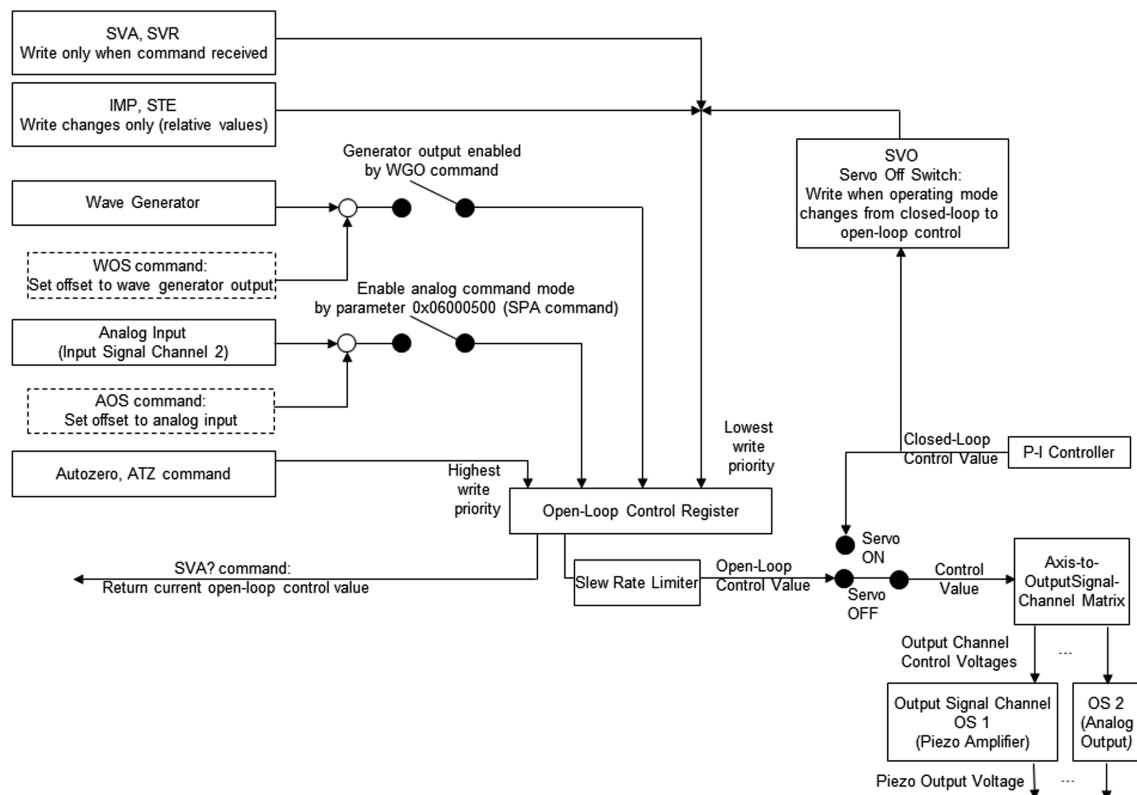 SVA, SVR
Write only when command received
IMP, STE
Write changes only (relative values)
Generator output enabled
by WGO command
SVO
Servo Off Switch:
Write when operating mode
changes from closed-loop to
open-loop control
Wave Generator
WOS command:
Set offset to wave generator output
Enable analog command mode
by parameter 0x06000500 (SPA command)
Analog Input
(Input Signal Channel 2)
AOS command:
Set offset to analog input
Autozero, ATZ command
Highest
write
priority
Lowest
write
priority
Closed-Loop
Control Value
P-I Controller
Open-Loop Control Register
SVA? command:
Return current open-loop control value
Slew Rate Limiter
Open-Loop
Control Value
Servo
ON
Servo
OFF
Control
Value
Axis-to-
OutputSignal-
Channel Matrix
Output Channel
Control Voltages
...
Output Signal Channel
OS 1
(Piezo Amplifier)
OS 2
(Analog
Output)
Piezo Output Voltage
...